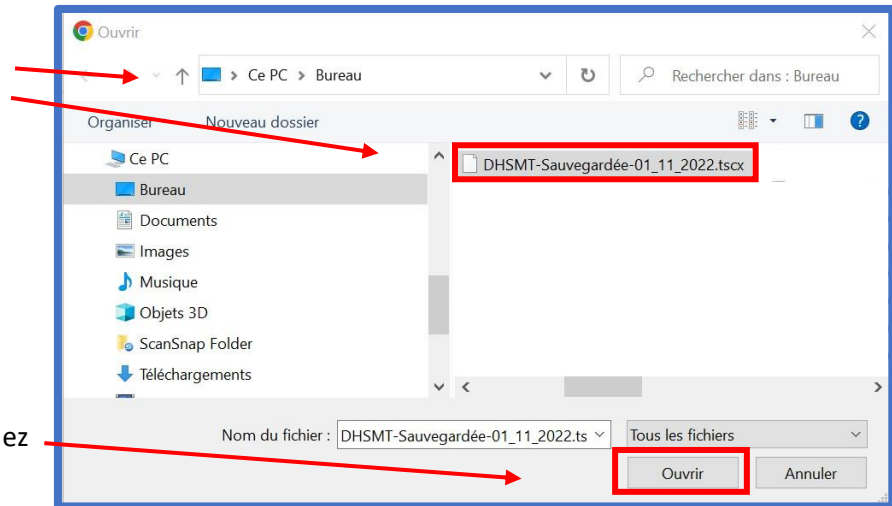 Ouvrir
Ce PC > Bureau
Rechercher dans : Bureau
Organiser
Nouveau dossier
Ce PC
Bureau
Documents
Images
Musique
Objets 3D
ScanSnap Folder
Téléchargements
DHSMT-Sauvegardée-01_11_2022.tscx
ez
Nom du fichier : DHSMT-Sauvegardée-01_11_2022.ts
Tous les fichiers
Ouvrir
Annuler